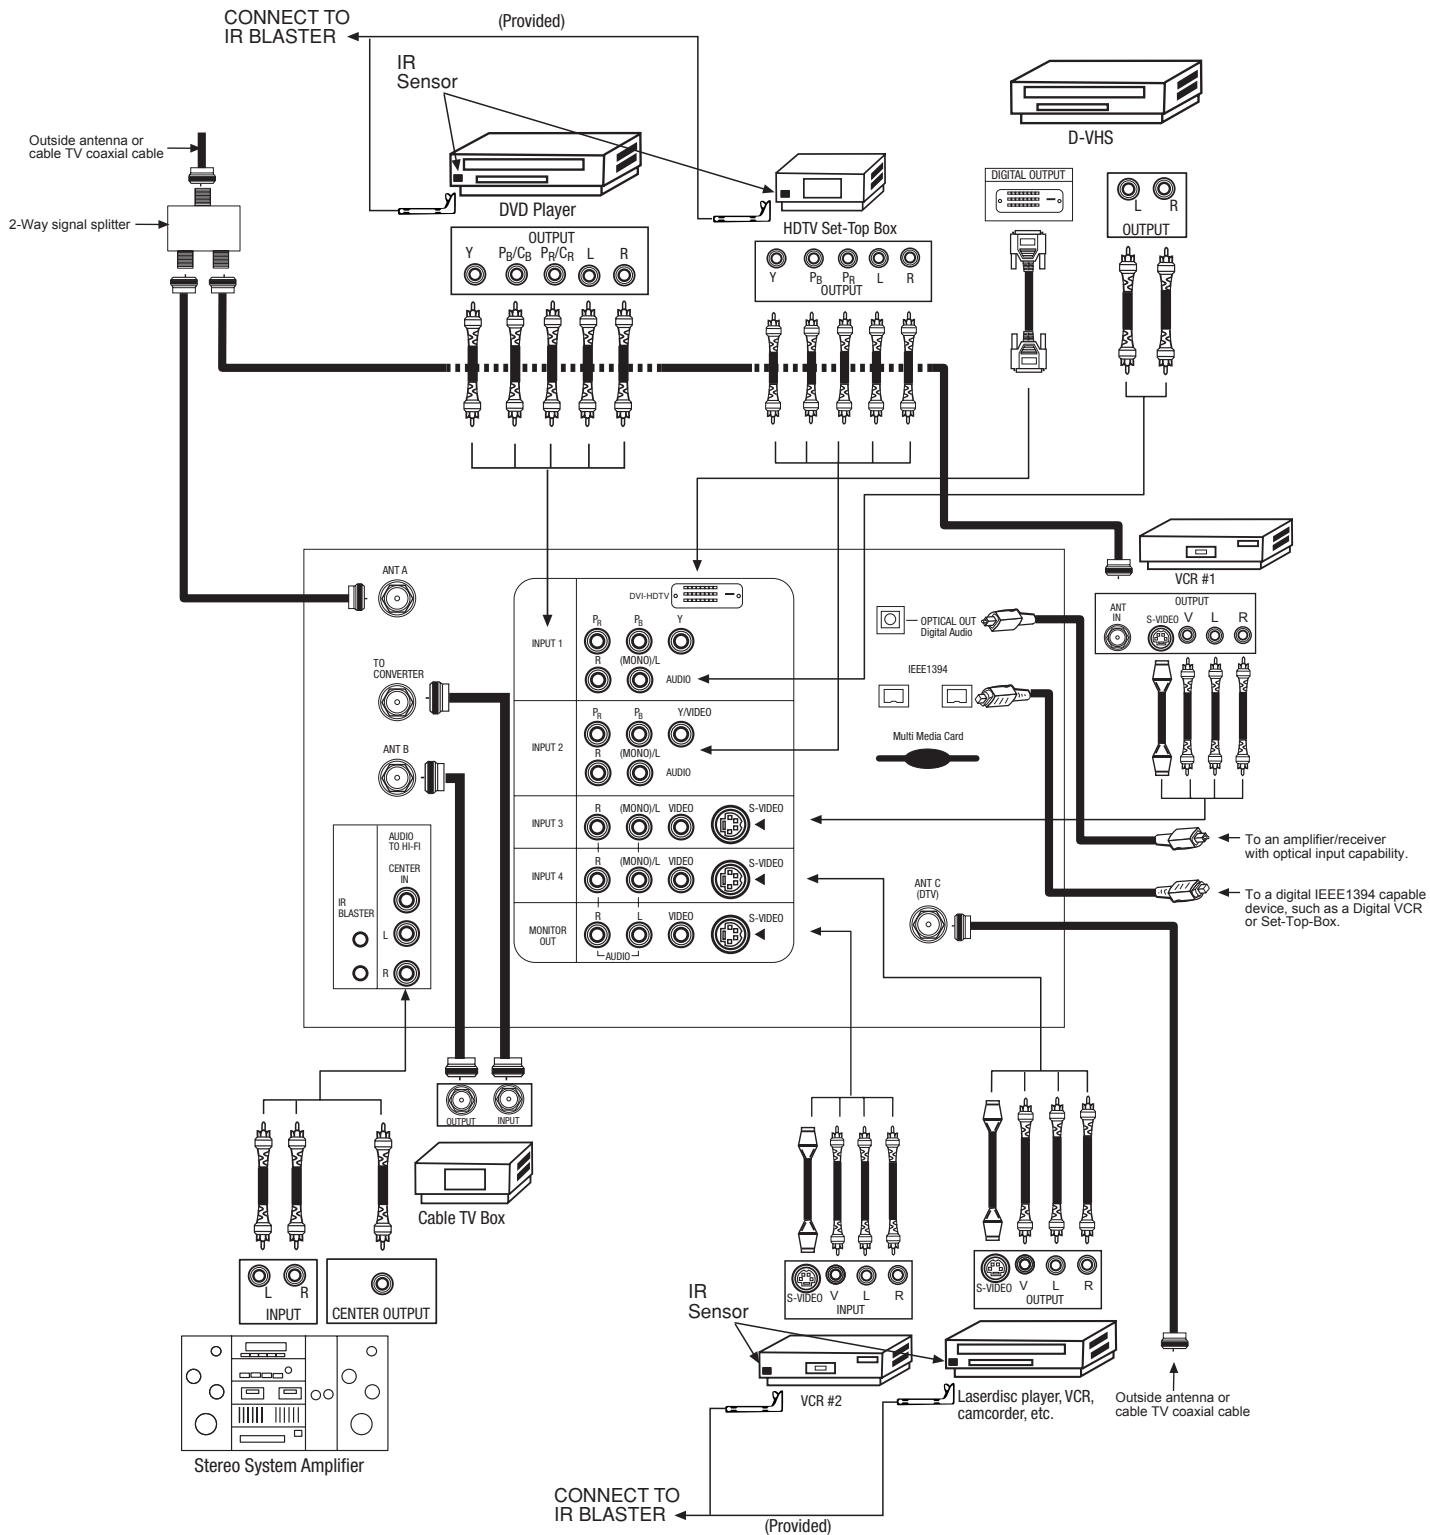 CONNECT TO
IR BLASTER
(Provided)
IR
Sensor
D-VHS
Outside antenna or
cable TV coaxial cable
2-Way signal splitter
DVD Player
HDTV Set-Top Box
DIGITAL OUTPUT
L R
OUTPUT
OUTPUT
Y PB/CB PR/CR L R
Y PB PR L R
OUTPUT
VCR #1
ANT
IN
OUTPUT
S-VIDEO V L R
ANT A
TO
CONVERTER
ANT B
DVI-HDTV
INPUT 1
PR PB Y
R (MONO)/L
AUDIO
INPUT 2
PR PB Y/VIDEO
R (MONO)/L
AUDIO
INPUT 3
R (MONO)/L VIDEO S-VIDEO
INPUT 4
R (MONO)/L VIDEO S-VIDEO
MONITOR
OUT
R L VIDEO S-VIDEO
AUDIO
OPTICAL OUT
Digital Audio
IEEE1394
Multi Media Card
ANT C
(DTV)
To an amplifier/receiver
with optical input capability.
To a digital IEEE1394 capable
device, such as a Digital VCR
or Set-Top-Box.
IR
BLASTER
AUDIO
TO HI-FI
CENTER
IN
L
R
OUTPUT INPUT
Cable TV Box
L R
INPUT
CENTER OUTPUT
Stereo System Amplifier
S-VIDEO V L R
INPUT
S-VIDEO V L R
OUTPUT
IR
Sensor
VCR #2
Laserdisc player, VCR,
camcorder, etc.
Outside antenna or
cable TV coaxial cable
CONNECT TO
IR BLASTER
(Provided)